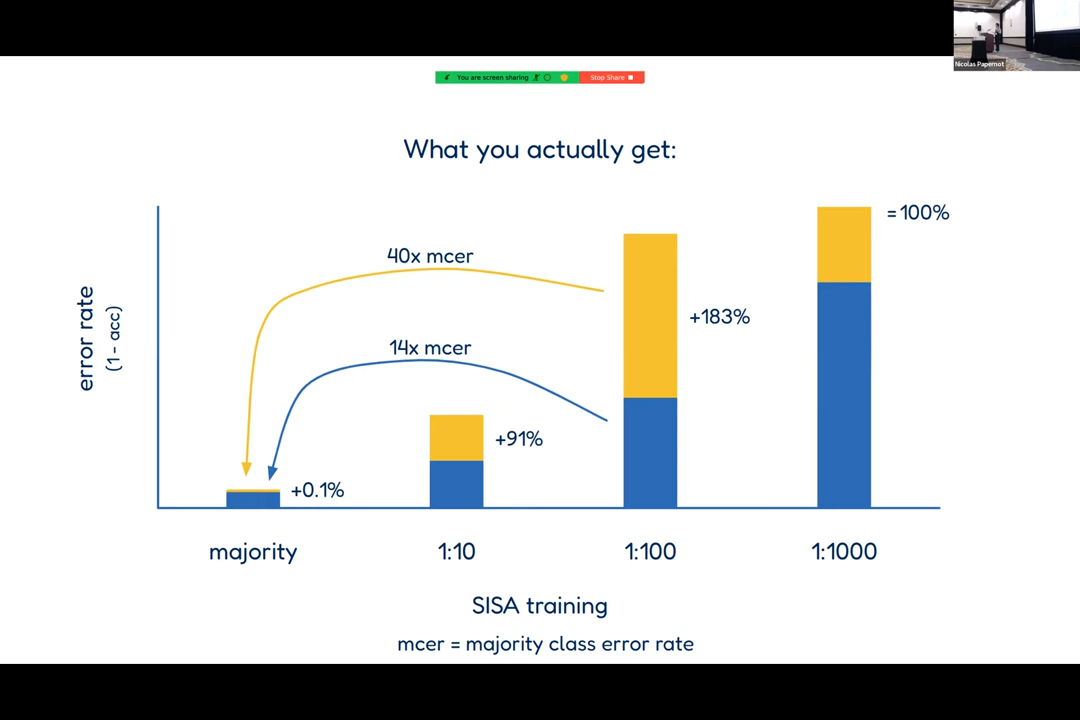 Nicolas Papernot
You are screen sharing
Stop Share
What you actually get:
= 100%
40x mcer
+183%
14x mcer
error rate
(1 - acc)
+91%
+0.1%
majority
1:10
1:100
1:1000
SISA training
mcer = majority class error rate